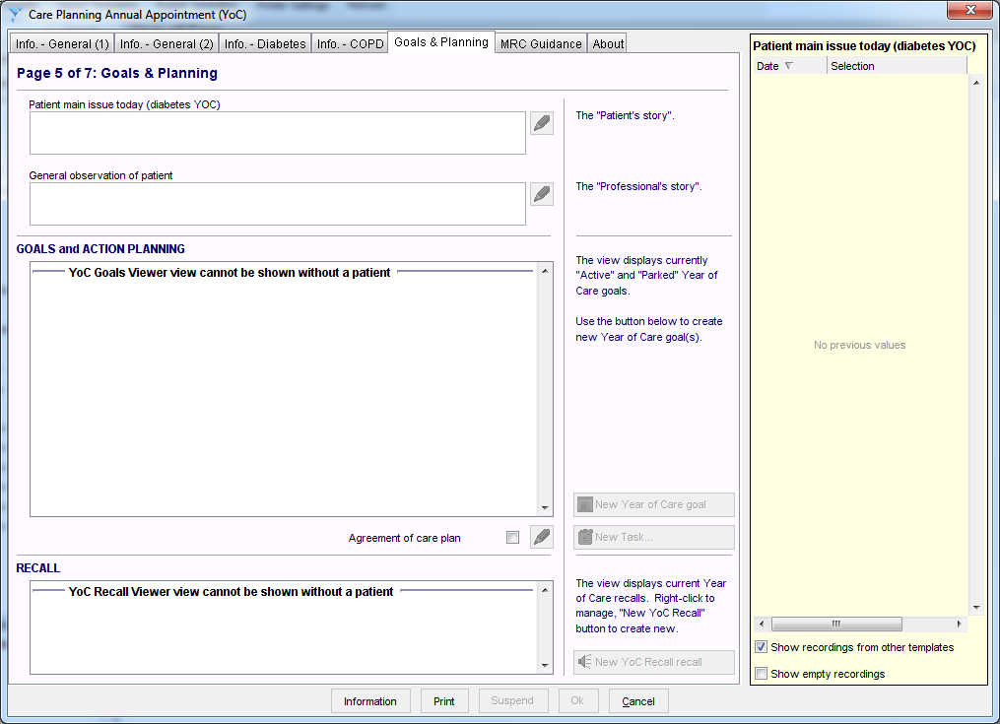 Care Planning Annual Appointment (YoC)
Info. - General (1) Info. - General (2) Info. - Diabetes Info. - COPD Goals & Planning MRC Guidance About
Page 5 of 7: Goals & Planning
Patient main issue today (diabetes YOC)
The "Patient's story".
General observation of patient
The "Professional's story".
GOALS and ACTION PLANNING
YoC Goals Viewer view cannot be shown without a patient
The view displays currently
"Active" and "Parked" Year of
Care goals.
Use the button below to create
new Year of Care goal(s).
New Year of Care goal
Agreement of care plan
New Task...
RECALL
YoC Recall Viewer view cannot be shown without a patient
The view displays current Year
of Care recalls. Right-click to
manage, "New YoC Recall"
button to create new.
New YoC Recall recall
Patient main issue today (diabetes YOC)
Date Selection
No previous values
Show recordings from other templates
Show empty recordings
Information Print Suspend Ok Cancel